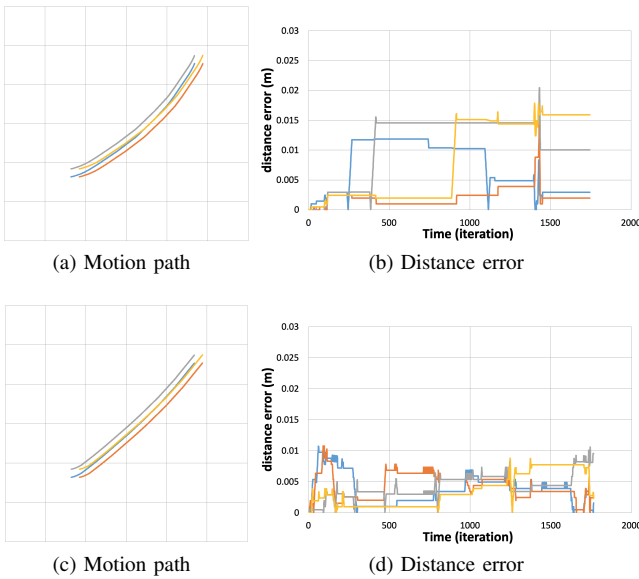 0.03
0.025
0.02
0.015
0.01
0.005
0
distance error (m)
0 500 1000 1500 2000
Time (iteration)
(a) Motion path
(b) Distance error
0.03
0.025
0.02
0.015
0.01
0.005
0
distance error (m)
0 500 1000 1500 2000
Time (iteration)
(c) Motion path
(d) Distance error